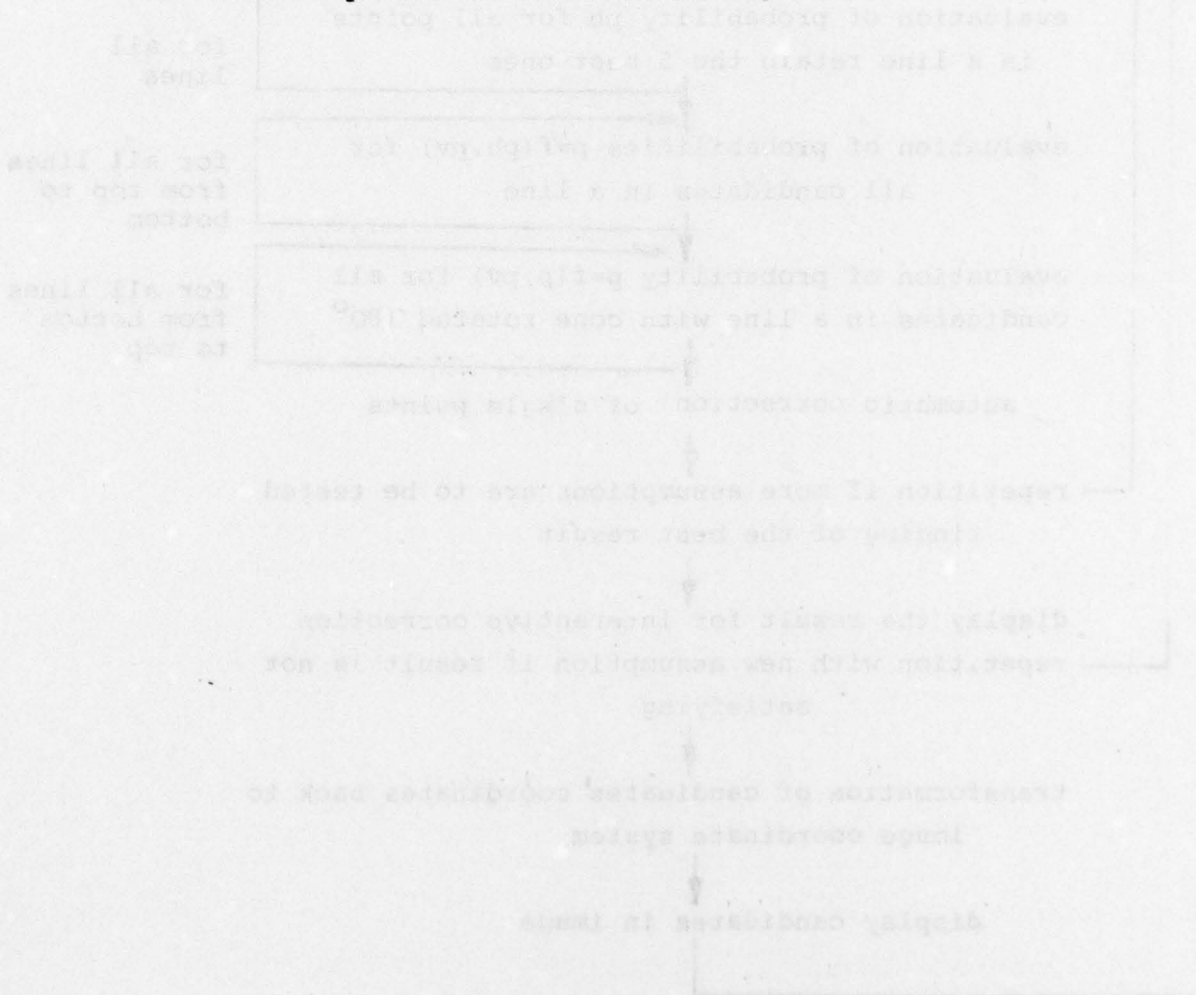 evaluation of probability ph for all points
in a line retain the 5 best ones
for all
lines
evaluation of probabilities p=f(ph,pv) for
all candidates in a line
for all lines
from top to
bottom
evaluation of probability p=f(p,pv) for all
candidates in a line with cone rotated 180°
for all lines
from bottom
to top
automatic correction of single points
repetition if more assumptions are to be tested
finding of the best result
display the result for interactive correction
repetition with new assumption if result is not
satisfying
transformation of candidates coordinates back to
image coordinate system
display candidates in image